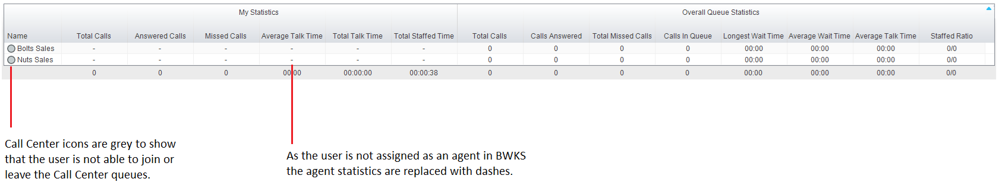 My Statistics Overall Queue Statistics
Name Total Calls Answered Calls Missed Calls Average Talk Time Total Talk Time Total Staffed Time Total Calls Calls Answered Total Missed Calls Calls In Queue Longest Wait Time Average Wait Time Average Talk Time Staffed Ratio
Bolts Sales - - - - - - 0 0 0 0 00:00 00:00 00:00 0/0
Nuts Sales - - - - - - 0 0 0 0 00:00 00:00 00:00 0/0
0 0 0 00:00 00:00:00 00:00:38 0 0 0 0 00:00 00:00 00:00 0/0
Call Center icons are grey to show
that the user is not able to join or
leave the Call Center queues.
As the user is not assigned as an agent in BWKS
the agent statistics are replaced with dashes.